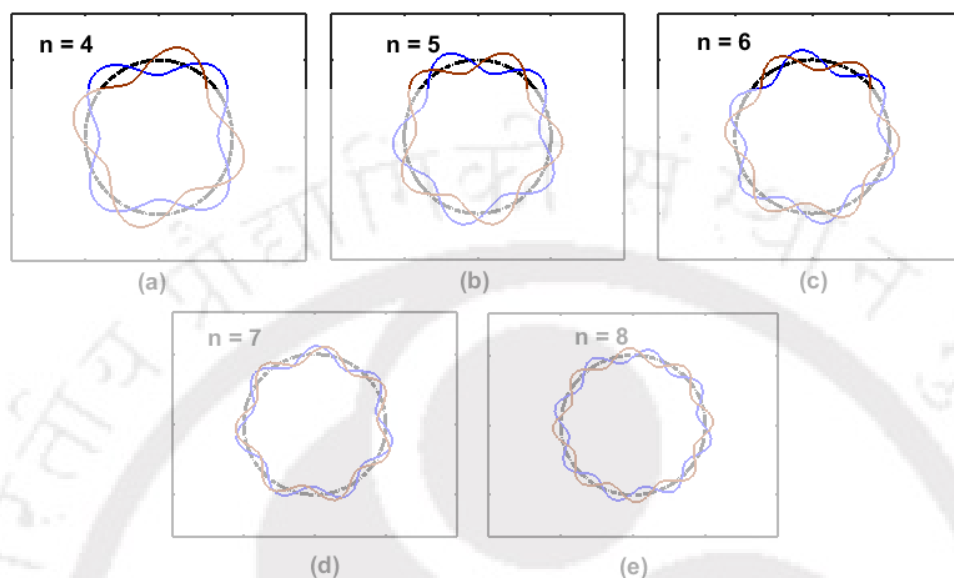 n = 4
n = 5
n = 6
(a)
(b)
(c)
n = 7
n = 8
(d)
(e)